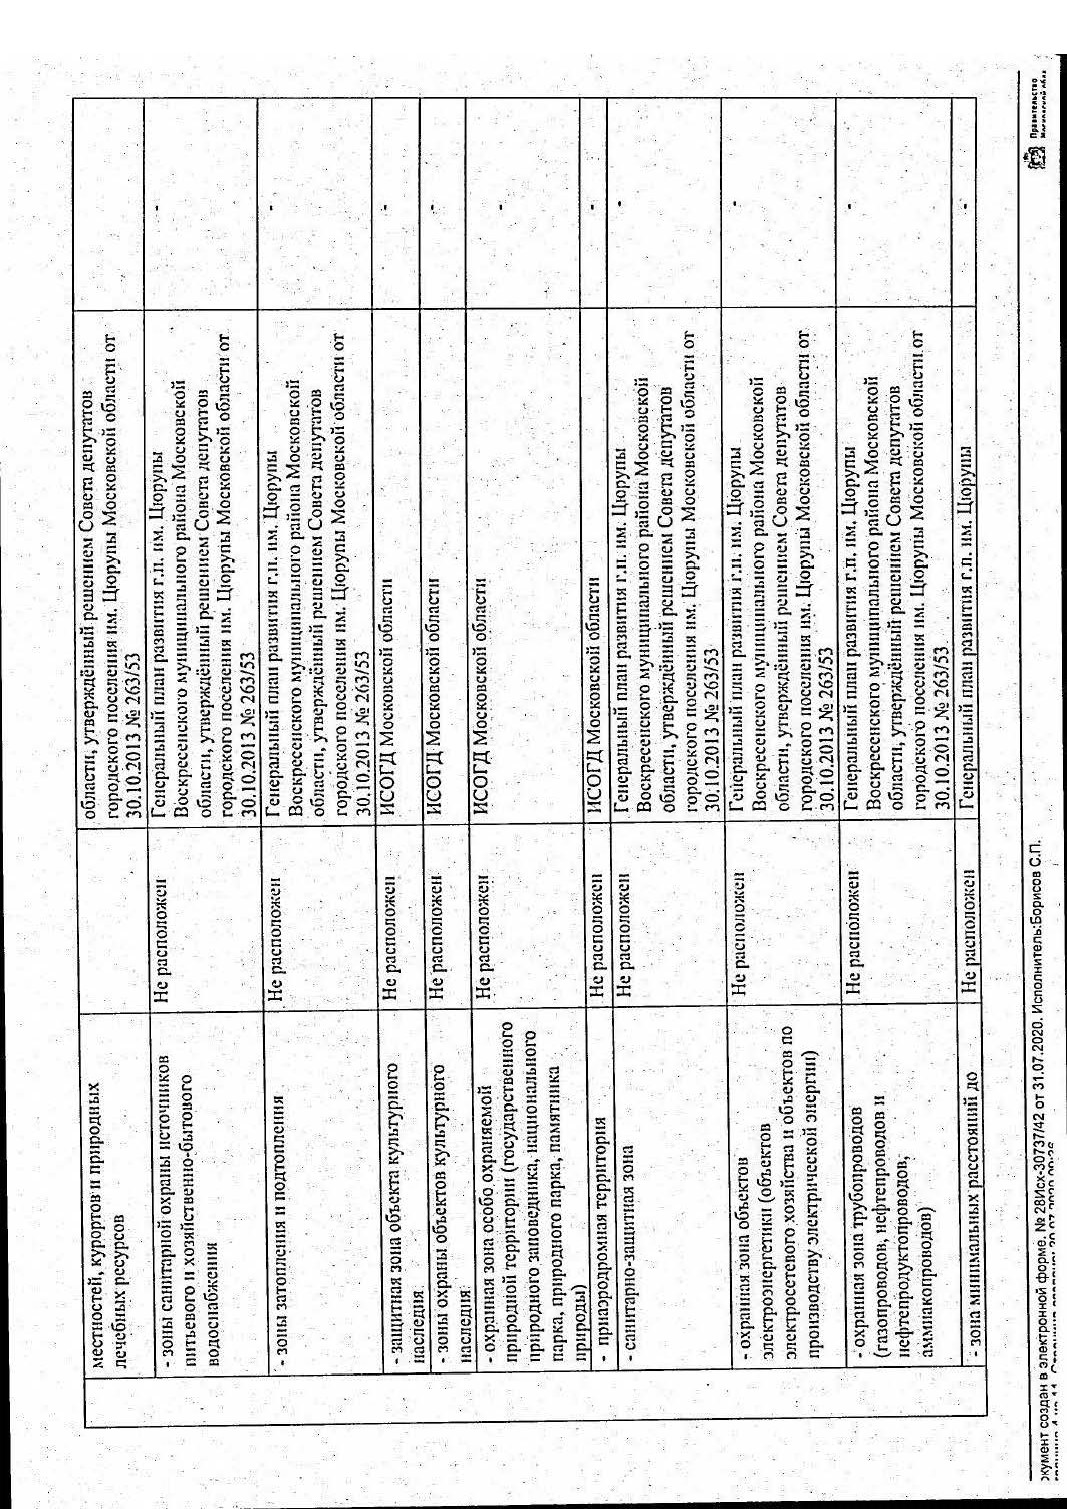 местностей, курортов и природных
лечебных ресурсов
области, утверждённый решением Совета депутатов
городского поселения им. Цюрупы Московской области от
30.10.2013 № 263/53
- зоны санитарной охраны источников
питьевого и хозяйственно-бытового
водоснабжения
Не расположен
Генеральный план развития г.п. им. Цюрупы
Воскресенского муниципального района Московской
области, утверждённый решением Совета депутатов
городского поселения им. Цюрупы Московской области от
30.10.2013 № 263/53
-
- зоны затопления и подтопления
Не расположен
Генеральный план развития г.п. им. Цюрупы
Воскресенского муниципального района Московской
области, утверждённый решением Совета депутатов
городского поселения им. Цюрупы Московской области от
30.10.2013 № 263/53
-
- защитная зона объекта культурного
наследия
Не расположен
ИСОГД Московской области
-
- зоны охраны объектов культурного
наследия
Не расположен
ИСОГД Московской области
-
- охранная зона особо охраняемой
природной территории (государственного
природного заповедника, национального
парка, природного парка, памятника
природы)
Не расположен
ИСОГД Московской области
-
- приаэродромная территория
Не расположен
ИСОГД Московской области
-
- санитарно-защитная зона
Не расположен
Генеральный план развития г.п. им. Цюрупы
Воскресенского муниципального района Московской
области, утверждённый решением Совета депутатов
городского поселения им. Цюрупы Московской области от
30.10.2013 № 263/53
-
- охранная зона объектов
электроэнергетики (объектов
электросетевого хозяйства и объектов по
производству электрической энергии)
Не расположен
Генеральный план развития г.п. им. Цюрупы
Воскресенского муниципального района Московской
области, утверждённый решением Совета депутатов
городского поселения им. Цюрупы Московской области от
30.10.2013 № 263/53
-
- охранная зона трубопроводов
(газопроводов, нефтепроводов и
нефтепродуктопроводов,
аммиакопроводов)
Не расположен
Генеральный план развития г.п. им. Цюрупы
Воскресенского муниципального района Московской
области, утверждённый решением Совета депутатов
городского поселения им. Цюрупы Московской области от
30.10.2013 № 263/53
-
- зона минимальных расстояний до
Не расположен
Генеральный план развития г.п. им. Цюрупы
-
окумент создан в электронной форме. № 28Исх-30737/42 от 31.07.2020. Исполнитель:Борисов С.П.
Правительство